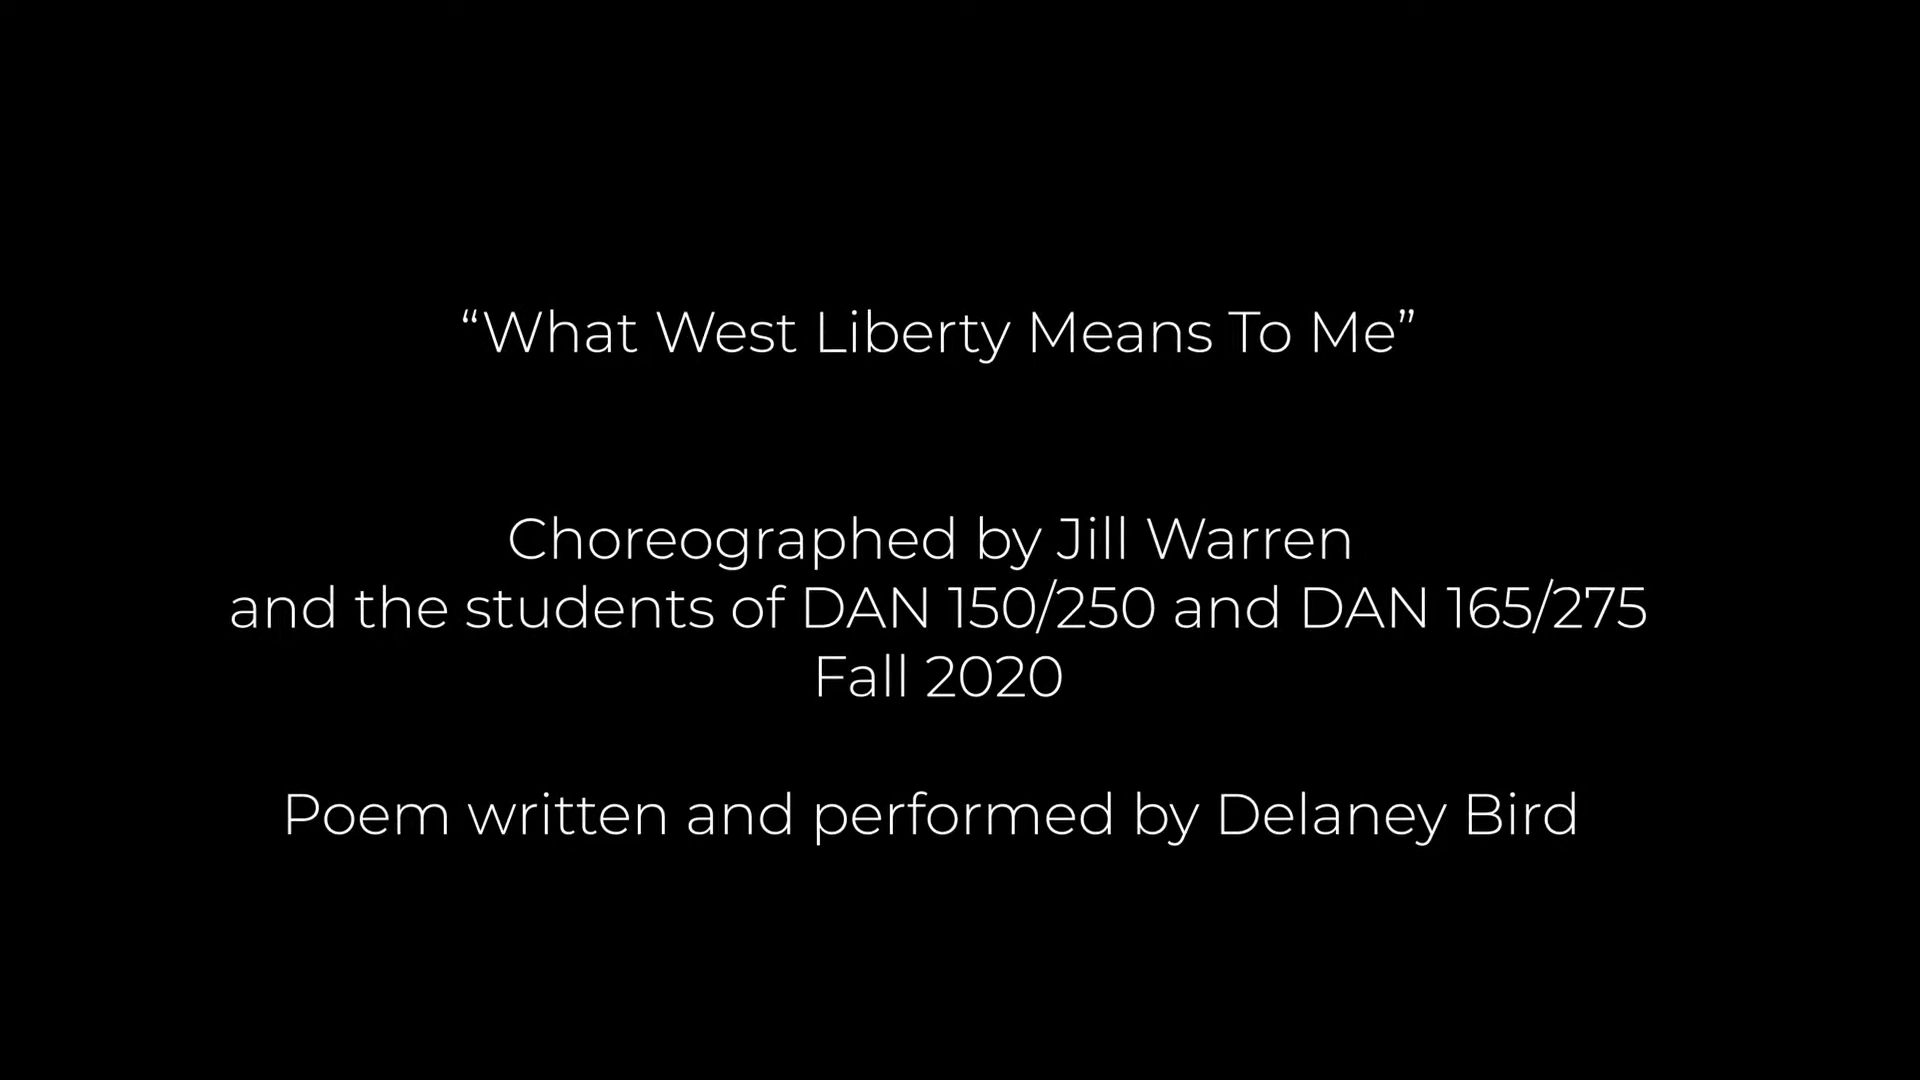 “What West Liberty Means To Me”
Choreographed by Jill Warren
and the students of DAN 150/250 and DAN 165/275
Fall 2020
Poem written and performed by Delaney Bird